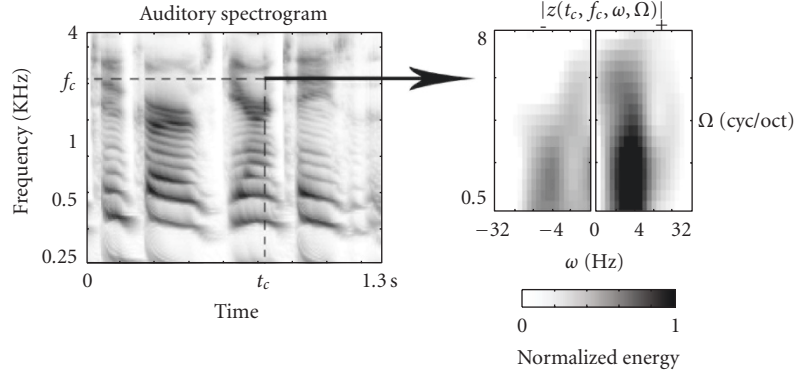 Auditory spectrogram
4
f_c
1
0.5
0.25
Frequency (KHz)
0
t_c
1.3 s
Time
|z(t_c, f_c, ω, Ω)|
-
+
8
0.5
Ω (cyc/oct)
−32
−4
0
4
32
ω (Hz)
0
1
Normalized energy